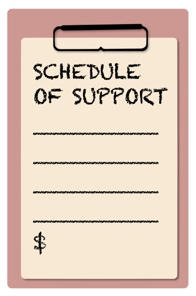 SCHEDULE
OF SUPPORT
$